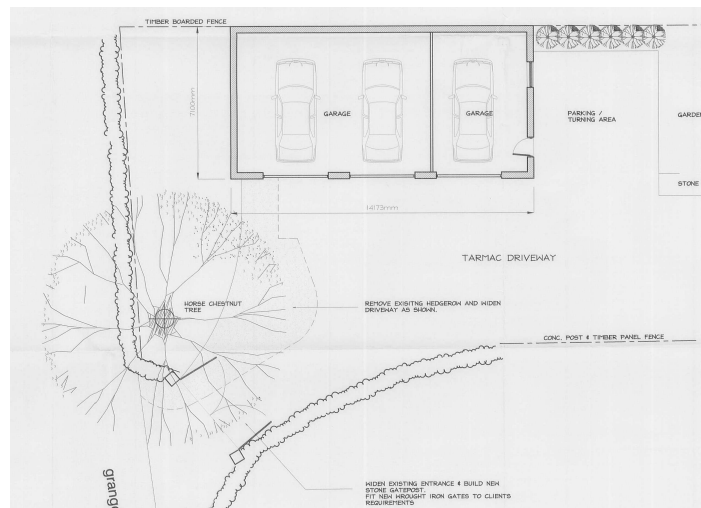 TIMBER BOARDED FENCE
7100mm
GARAGE
GARAGE
PARKING /
TURNING AREA
GARDEN
STONE
14173mm
TARMAC DRIVEWAY
HORSE CHESTNUT
TREE
REMOVE EXISITNG HEDGEROW AND WIDEN
DRIVEWAY AS SHOWN.
CONC. POST & TIMBER PANEL FENCE
WIDEN EXISTING ENTRANCE & BUILD NEW
STONE GATEPOST.
FIT NEW WROUGHT IRON GATES TO CLIENTS
REQUIREMENTS
grange